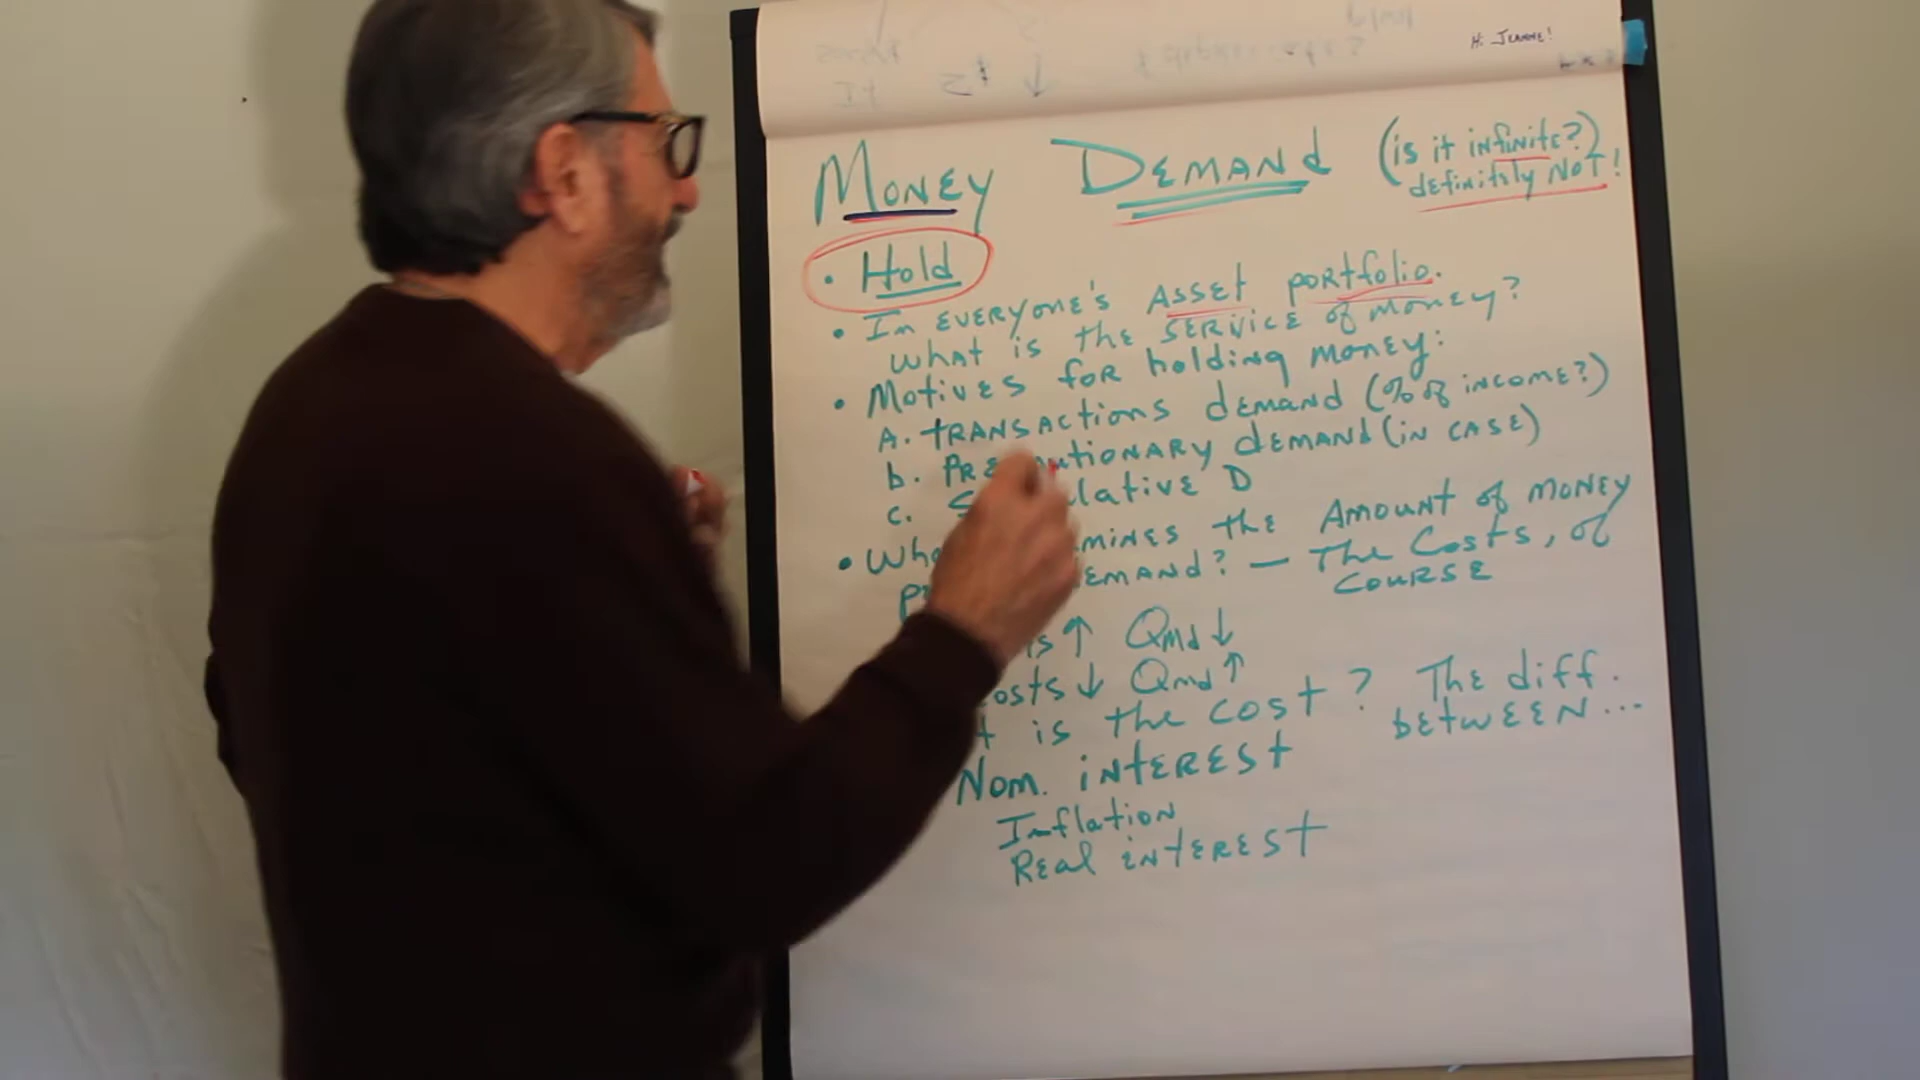 Hi JEANNE!
MONEY DEMAND (is it infinite?)
definitely NOT!
• Hold
• In EVERYONE'S ASSET portfolio.
What is the SERVICE of MONEY?
• Motives for holding money:
A. TRANSActions demand (% of income?)
b. PRE utionARY demand (in CASE)
c. S lative D
• Wh mines the Amount of money
P emand? — The Costs, of
course
ts ↑ Qmd ↓
osts ↓ Qmd ↑
t is the cost? The diff.
between...
Nom. interest
Inflation
Real interest